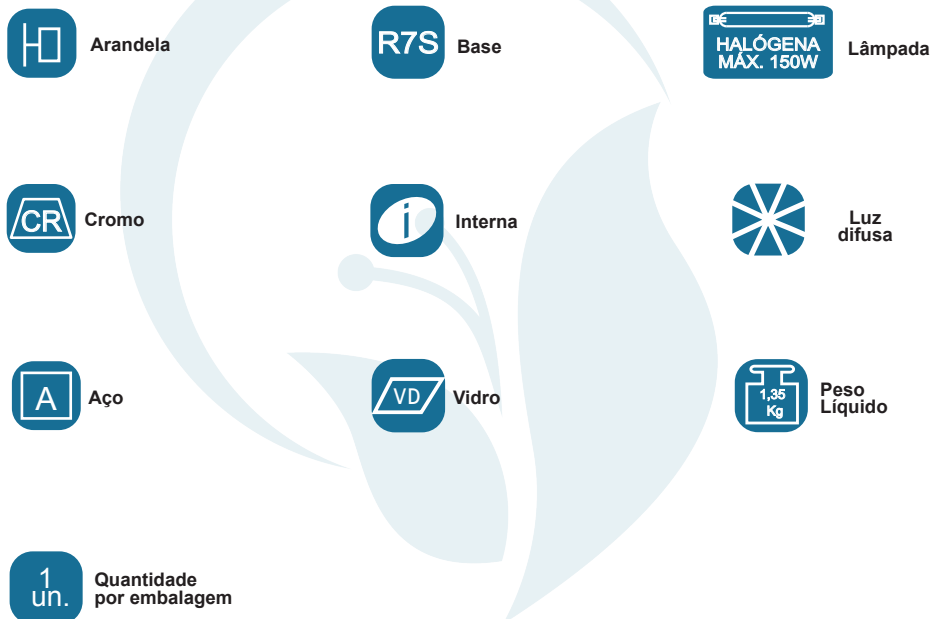 Arandela
R7S
Base
HALÓGENA
MÁX. 150W
Lâmpada
CR
Cromo
i
Interna
Luz
difusa
A
Aço
VD
Vidro
1,35
Kg
Peso
Líquido
1
un.
Quantidade
por embalagem